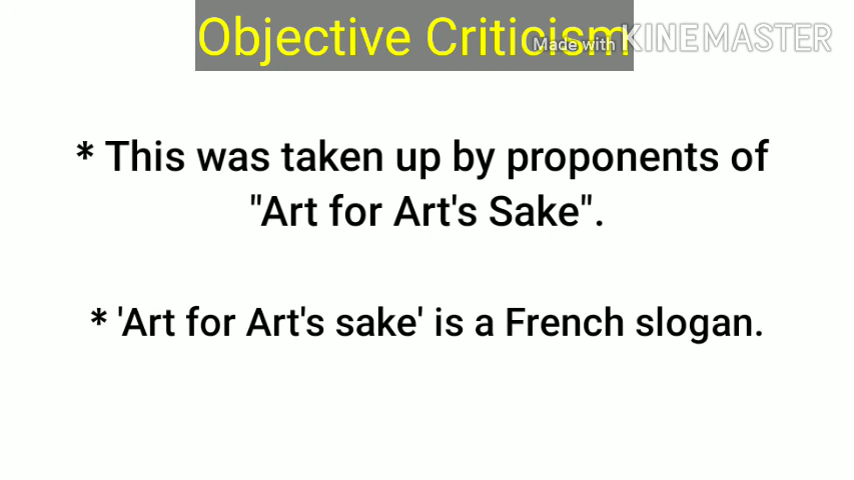 Objective Criticism
Made with KINEMASTER
* This was taken up by proponents of
"Art for Art's Sake".
* 'Art for Art's sake' is a French slogan.